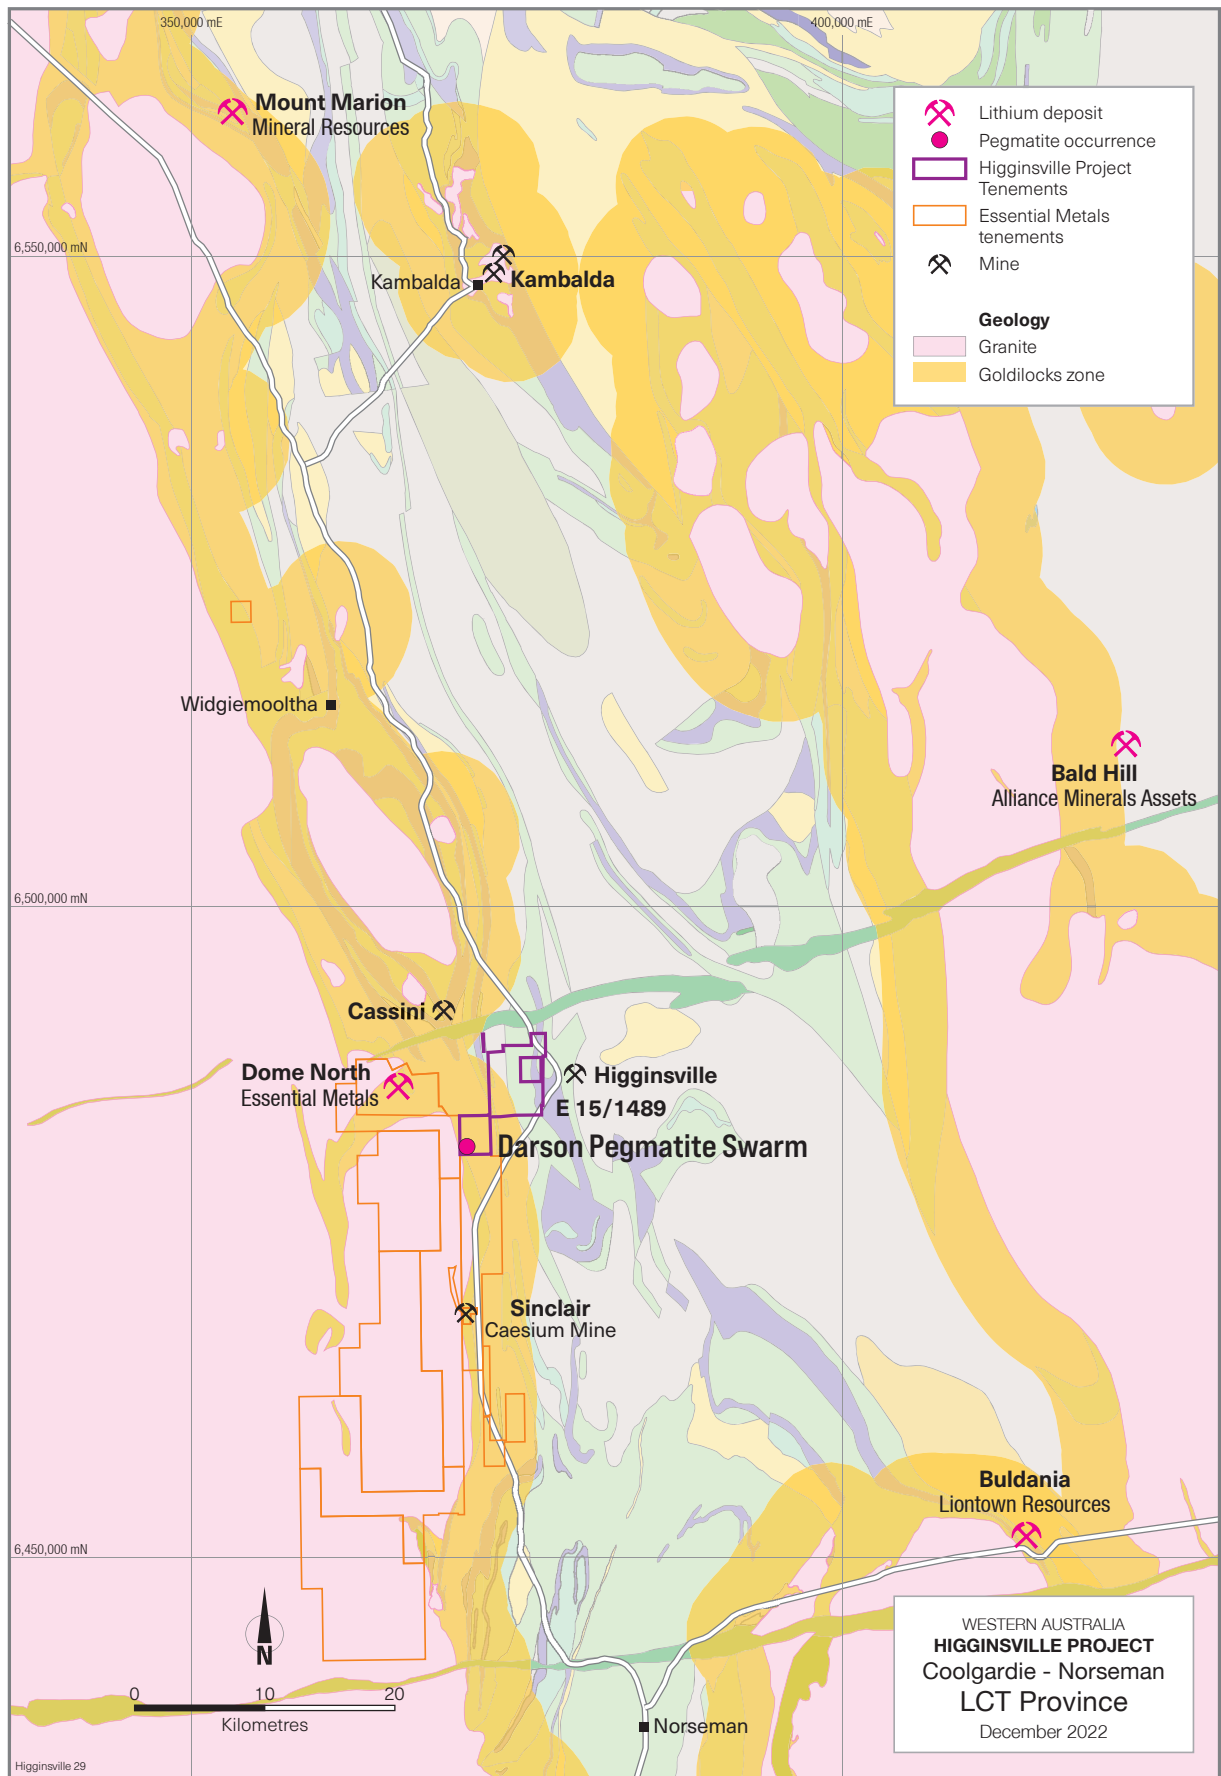 350,000 mE
400,000 mE
Mount Marion
Mineral Resources
Lithium deposit
Pegmatite occurrence
Higginsville Project
Tenements
Essential Metals
tenements
Mine
Geology
Granite
Goldilocks zone
6,550,000 mN
Kambalda
Kambalda
Widgiemooltha
Bald Hill
Alliance Minerals Assets
6,500,000 mN
Cassini
Dome North
Essential Metals
Higginsville
E 15/1489
Darson Pegmatite Swarm
Sinclair
Caesium Mine
Buldania
Liontown Resources
6,450,000 mN
N
0 10 20
Kilometres
Norseman
WESTERN AUSTRALIA
HIGGINSVILLE PROJECT
Coolgardie - Norseman
LCT Province
December 2022
Higginsville 29